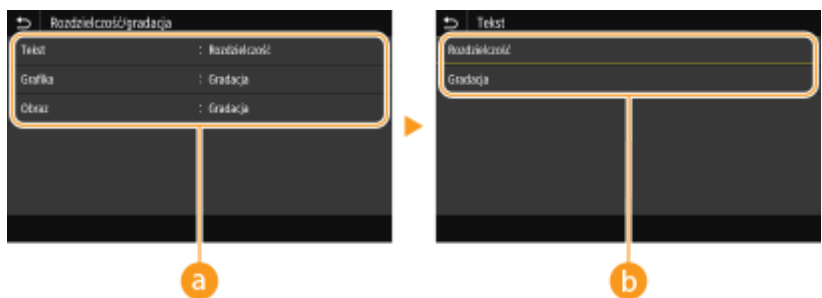 Rozdzielczość/gradacja
Tekst : Rozdzielczość
Grafika : Gradacja
Obraz : Gradacja
a
Tekst
Rozdzielczość
Gradacja
b